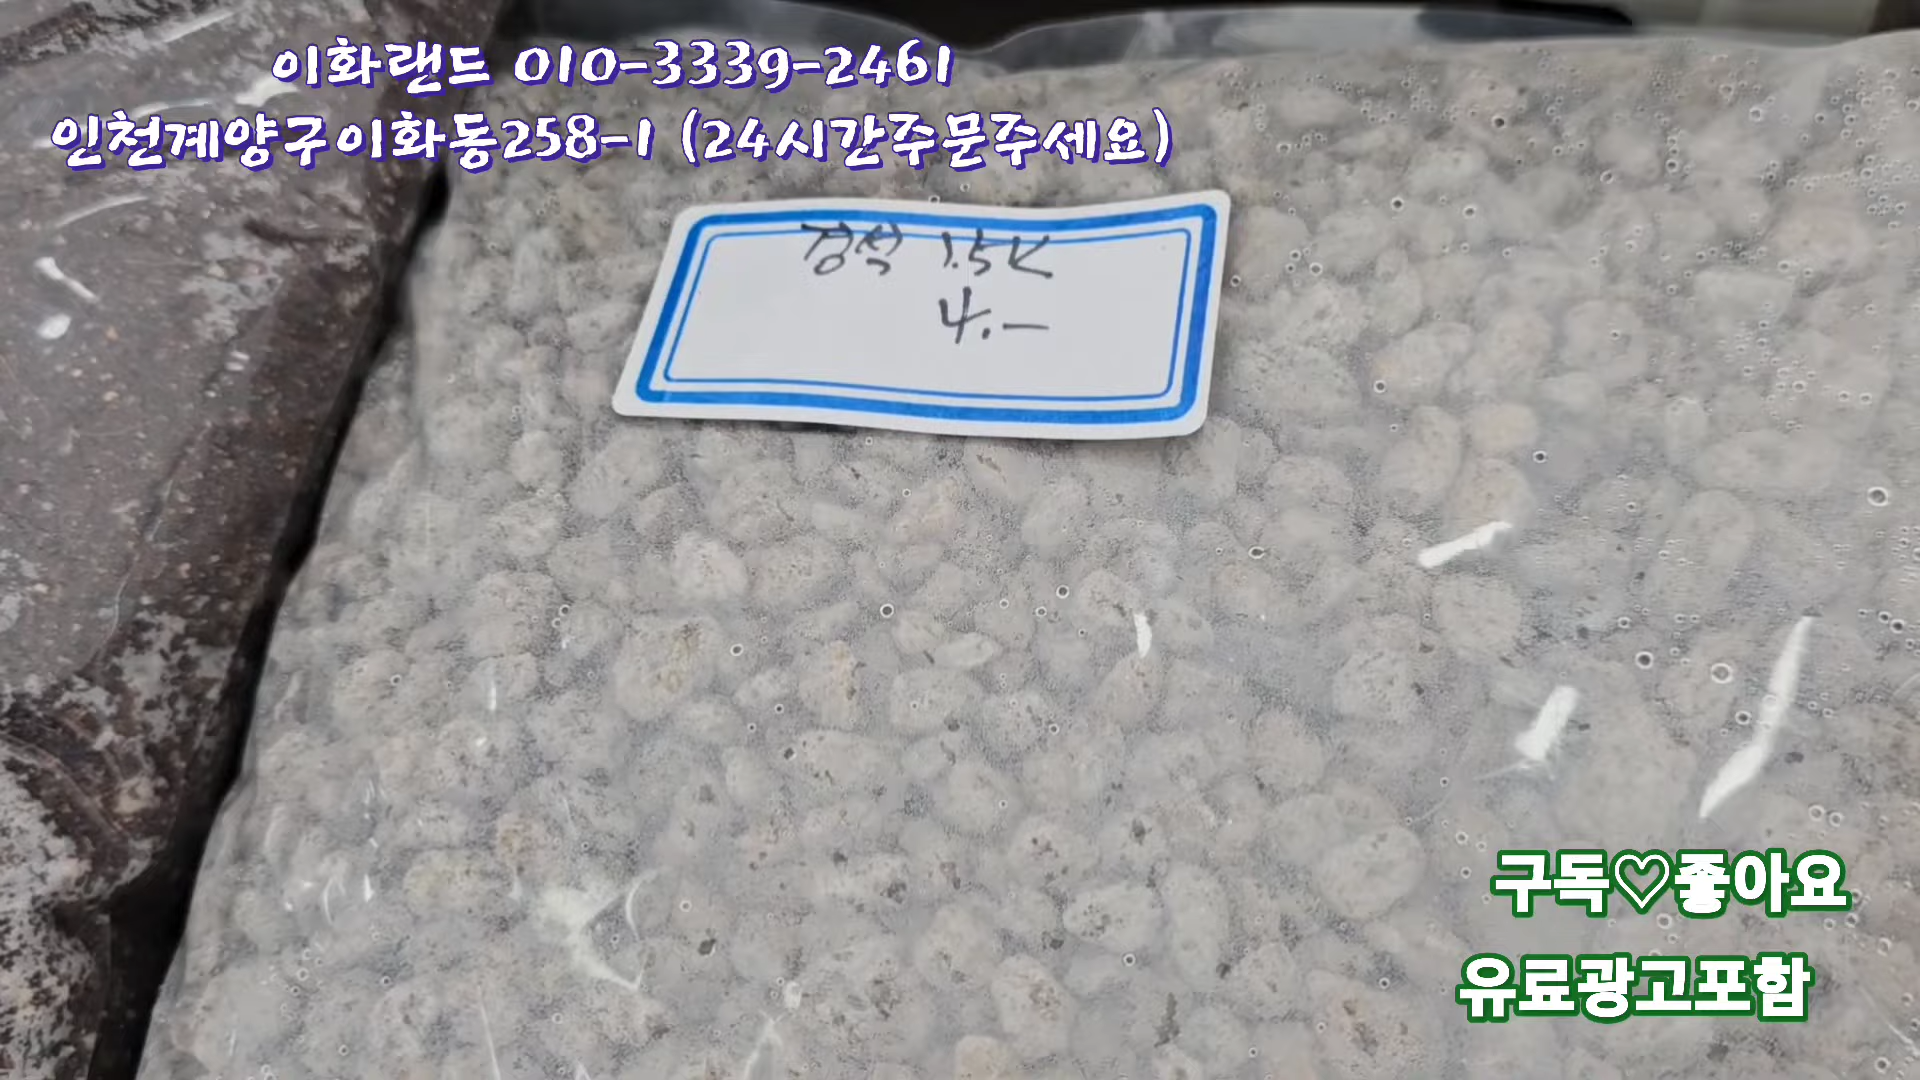 이화랜드 010-3339-2461
인천계양구이화동258-1 (24시간주문주세요)
경석 1.5K
4.-
구독♡좋아요
유료광고포함